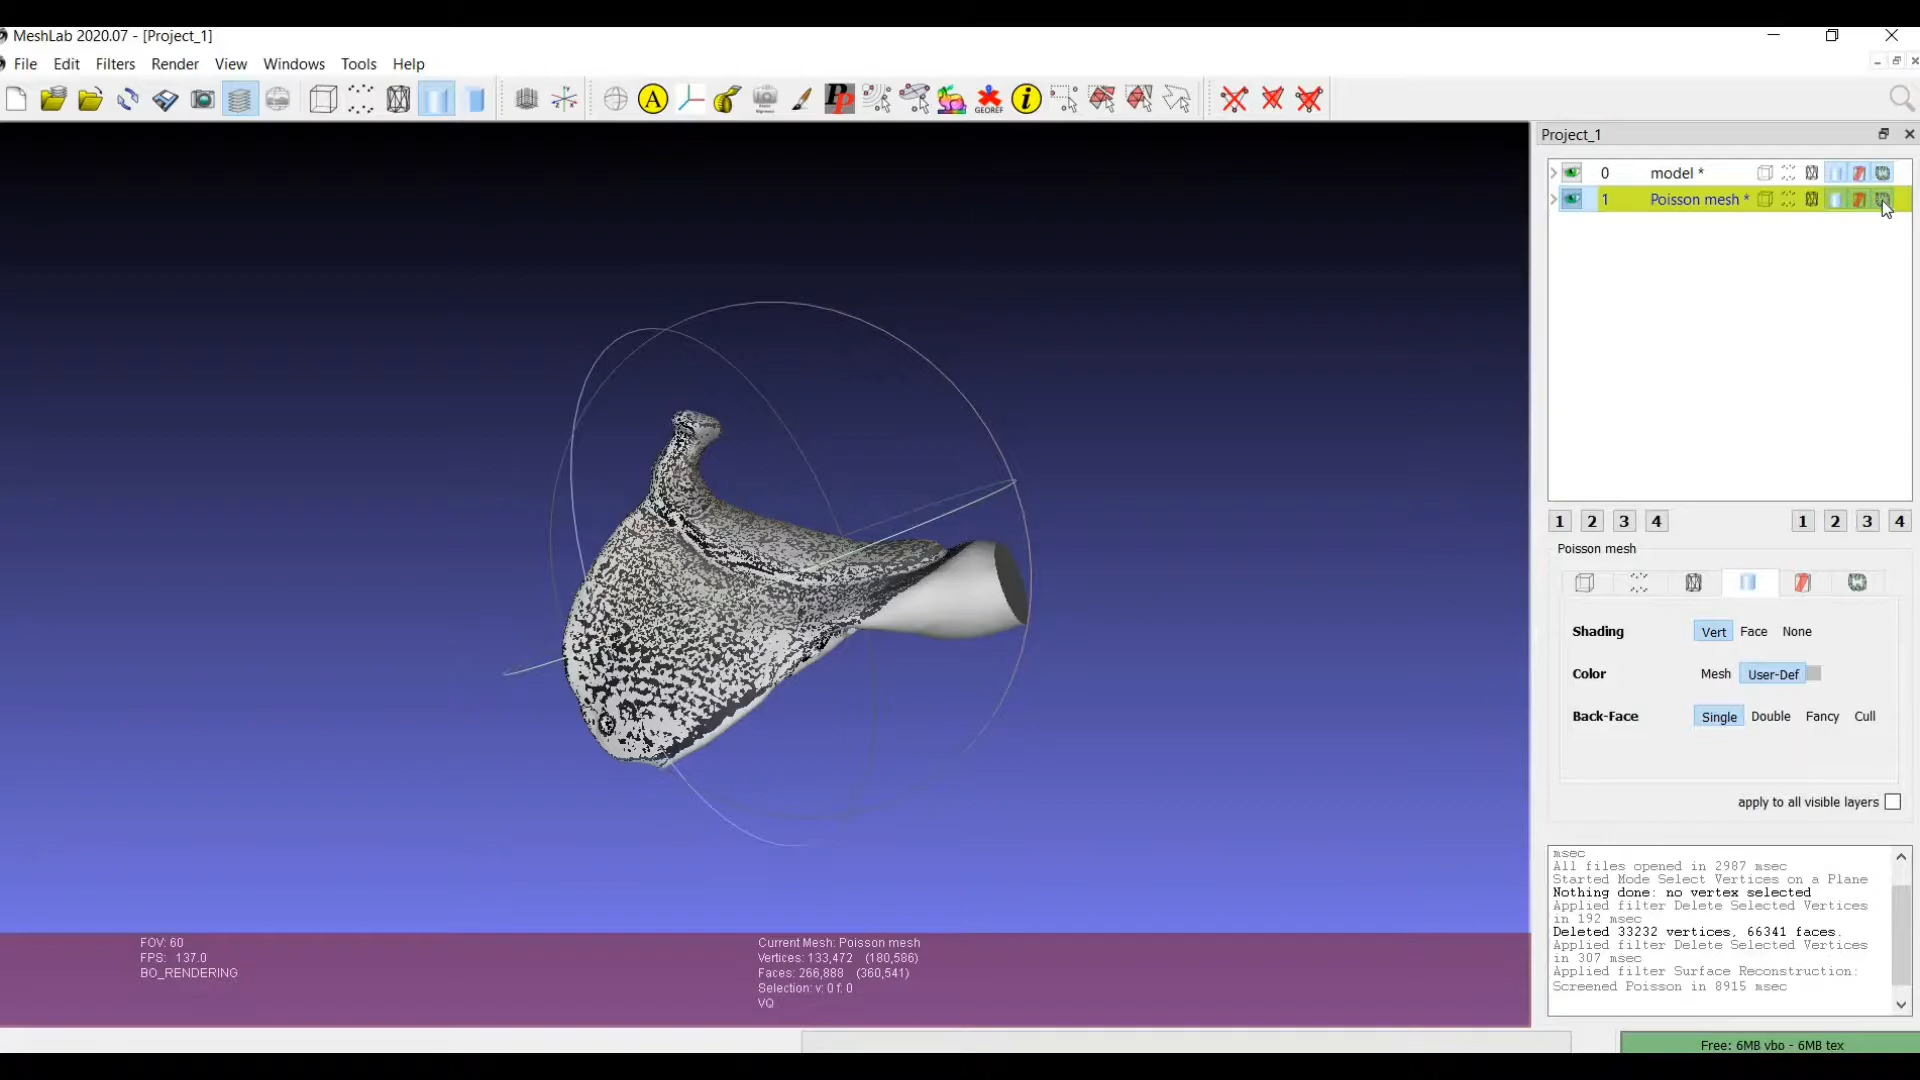 MeshLab 2020.07 - [Project_1]
File Edit Filters Render View Windows Tools Help
A Pp GEOREF i
Project_1
0 model *
1 Poisson mesh *
1 2 3 4 1 2 3 4
Poisson mesh
Shading Vert Face None
Color Mesh User-Def
Back-Face Single Double Fancy Cull
apply to all visible layers
msec
All files opened in 2987 msec
Started Mode Select Vertices on a Plane
Nothing done: no vertex selected
Applied filter Delete Selected Vertices
in 192 msec
Deleted 33232 vertices, 66341 faces.
Applied filter Delete Selected Vertices
in 307 msec
Applied filter Surface Reconstruction:
Screened Poisson in 8915 msec
FOV: 60
FPS: 137.0
BO_RENDERING
Current Mesh: Poisson mesh
Vertices: 133,472 (180,586)
Faces: 266,888 (360,541)
Selection: v: 0 f: 0
VQ
Free: 6MB vbo - 6MB tex